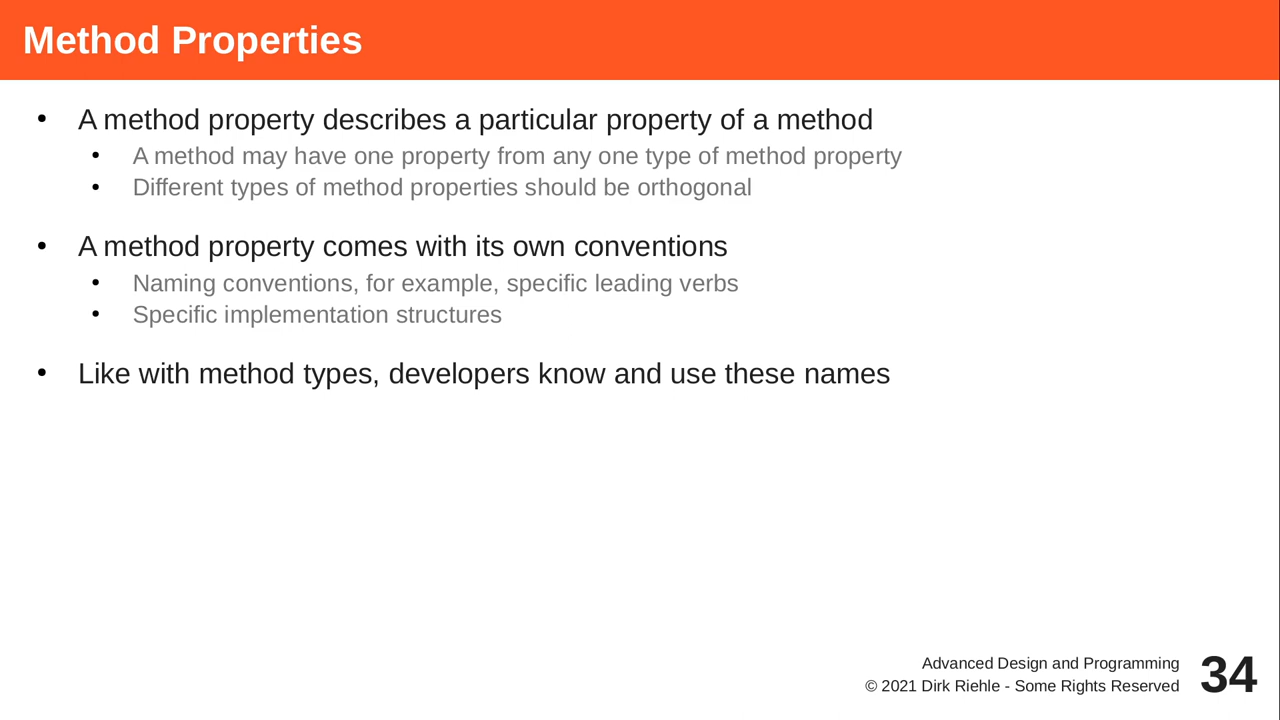 Method Properties
• A method property describes a particular property of a method
• A method may have one property from any one type of method property
• Different types of method properties should be orthogonal
• A method property comes with its own conventions
• Naming conventions, for example, specific leading verbs
• Specific implementation structures
• Like with method types, developers know and use these names
Advanced Design and Programming
© 2021 Dirk Riehle - Some Rights Reserved
34